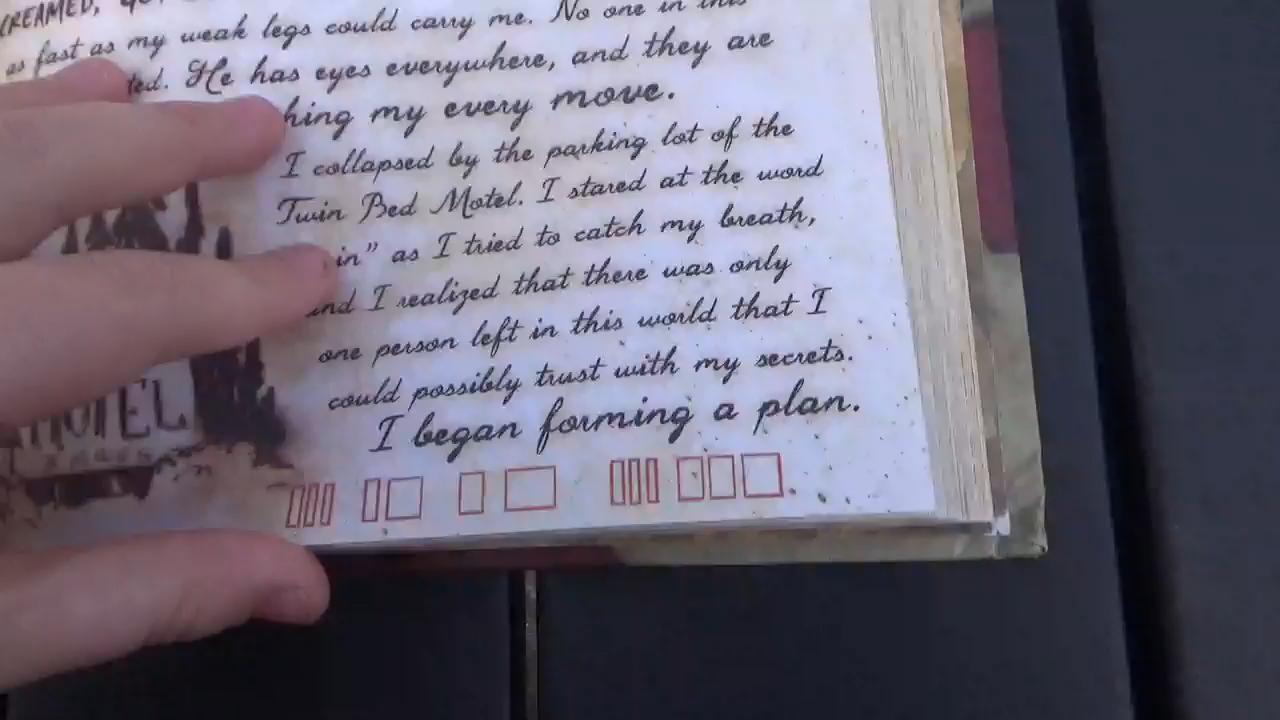 as fast as my weak legs could carry me. No one in this
ted. He has eyes everywhere, and they are
hing my every move.
I collapsed by the parking lot of the
Twin Bed Motel. I stared at the word
in” as I tried to catch my breath,
and I realized that there was only
one person left in this world that I
could possibly trust with my secrets.
I began forming a plan.
MOTEL